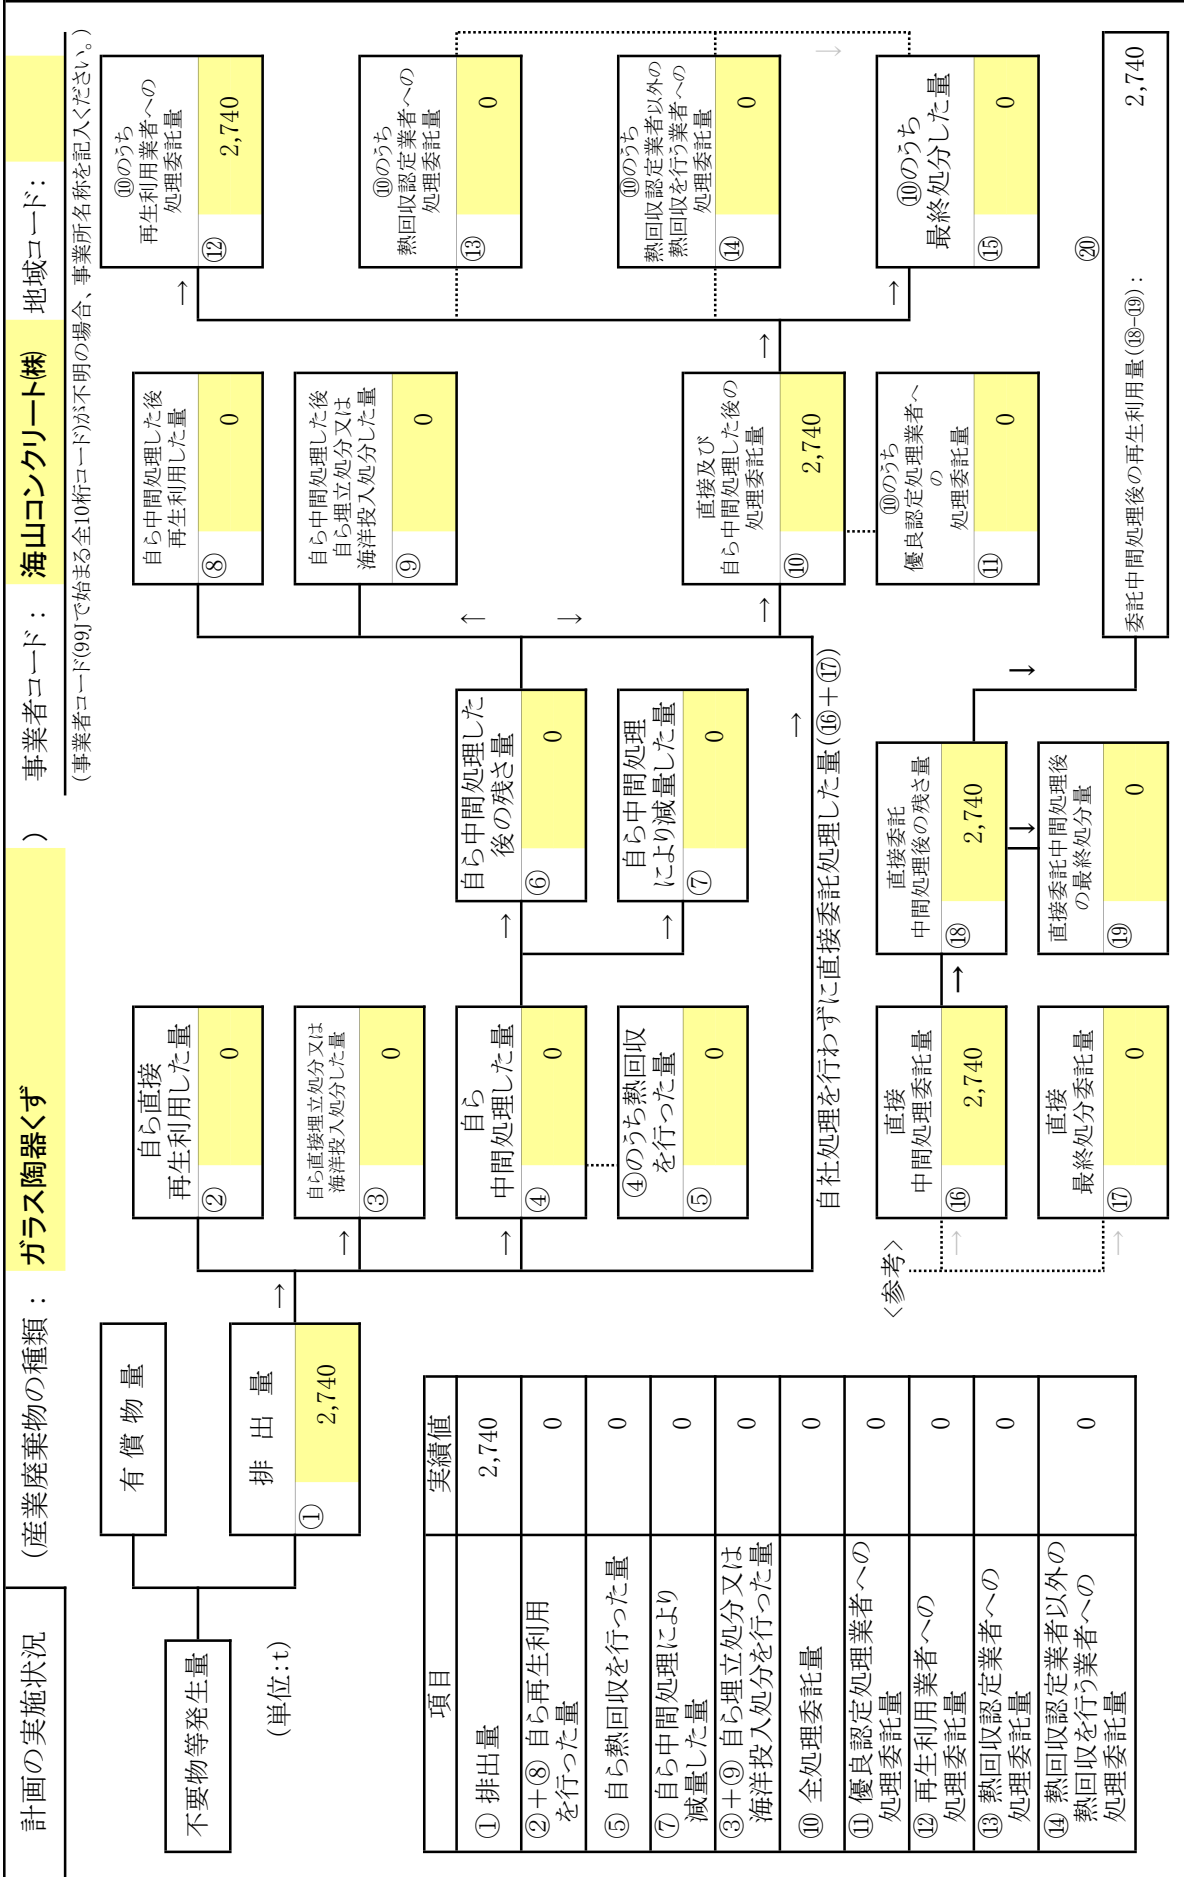 計画の実施状況
(産業廃棄物の種類：
ガラス陶器くず
)
事業者コード：
海山コンクリート㈱
地域コード：
(事業者コード(99Jで始まる全10桁コード)が不明の場合、事業所名称を記入ください。)
不要物等発生量
(単位:t)
有償物量
排出量
①
2,740
→
自ら直接
再生利用した量
②
0
自ら直接埋立処分又は
海洋投入処分した量
→
③
0
自ら
中間処理した量
→
④
0
④のうち熱回収
を行った量
⑤
0
自ら中間処理した
後の残さ量
→
⑥
0
自ら中間処理
により減量した量
→
⑦
0
自ら中間処理した後
再生利用した量
⑧
0
自ら中間処理した後
自ら埋立処分又は
海洋投入処分した量
⑨
0
↑
↓
直接及び
自ら中間処理した後の
処理委託量
→
⑩
2,740
→
⑩のうち
優良認定処理業者へ
の
処理委託量
⑪
0
⑩のうち
再生利用業者への
処理委託量
→
⑫
2,740
⑩のうち
熱回収認定業者への
処理委託量
⑬
0
⑩のうち
熱回収認定業者以外の
熱回収を行う業者への
処理委託量
⑭
0
↓
⑩のうち
最終処分した量
→
⑮
0
→
自社処理を行わずに直接委託処理した量(⑯＋⑰)
<参考>
直接
中間処理委託量
→
⑯
2,740
→
直接
最終処分委託量
→
⑰
0
直接委託
中間処理後の残さ量
⑱
2,740
↓
↓
直接委託中間処理後
の最終処分量
⑲
0
⑳
委託中間処理後の再生利用量(⑱-⑲)：
2,740
項目
実績値
① 排出量
2,740
②＋⑧ 自ら再生利用
を行った量
0
⑤ 自ら熱回収を行った量
0
⑦ 自ら中間処理により
減量した量
0
③＋⑨ 自ら埋立処分又は
海洋投入処分を行った量
0
⑩ 全処理委託量
0
⑪ 優良認定処理業者への
処理委託量
0
⑫ 再生利用業者への
処理委託量
0
⑬ 熱回収認定業者への
処理委託量
0
⑭ 熱回収認定業者以外の
熱回収を行う業者への
処理委託量
0